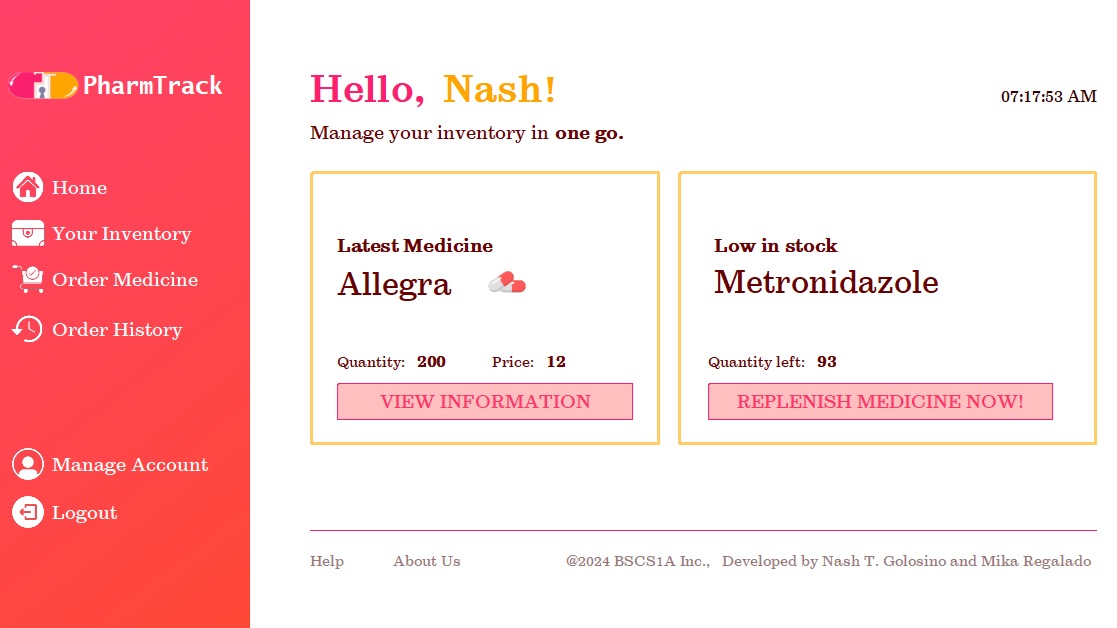 PharmTrack
Home
Your Inventory
Order Medicine
Order History
Manage Account
Logout
Hello, Nash!
07:17:53 AM
Manage your inventory in one go.
Latest Medicine
Allegra
Quantity: 200 Price: 12
VIEW INFORMATION
Low in stock
Metronidazole
Quantity left: 93
REPLENISH MEDICINE NOW!
Help About Us @2024 BSCS1A Inc., Developed by Nash T. Golosino and Mika Regalado